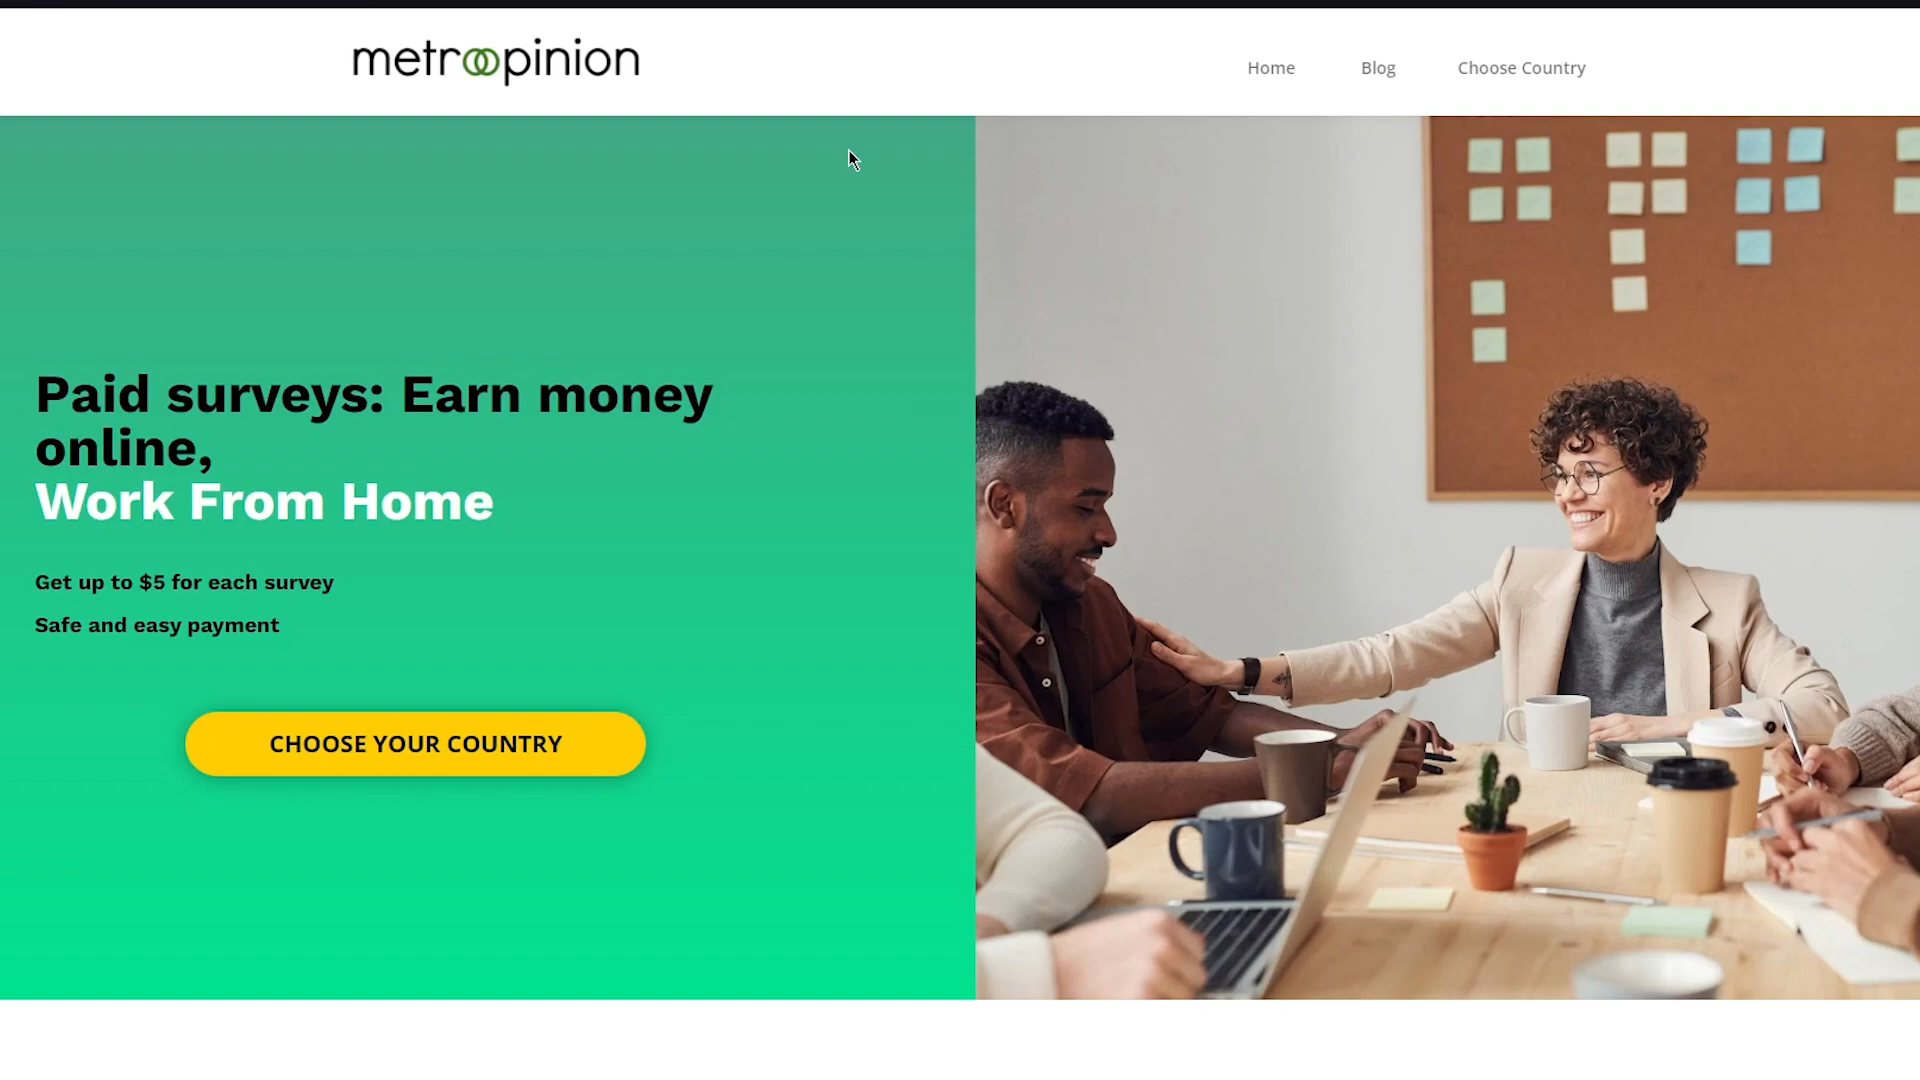 metroopinion
Home
Blog
Choose Country
Paid surveys: Earn money
online,
Work From Home
Get up to $5 for each survey
Safe and easy payment
CHOOSE YOUR COUNTRY